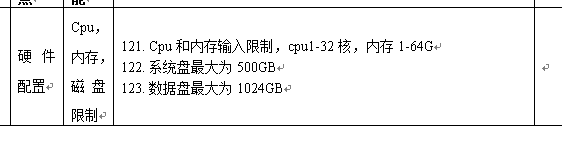 能
硬件
配置
Cpu，
内存，
磁盘
限制
121. Cpu 和内存输入限制，cpu1-32 核，内存 1-64G
122. 系统盘最大为 500GB
123. 数据盘最大为 1024GB